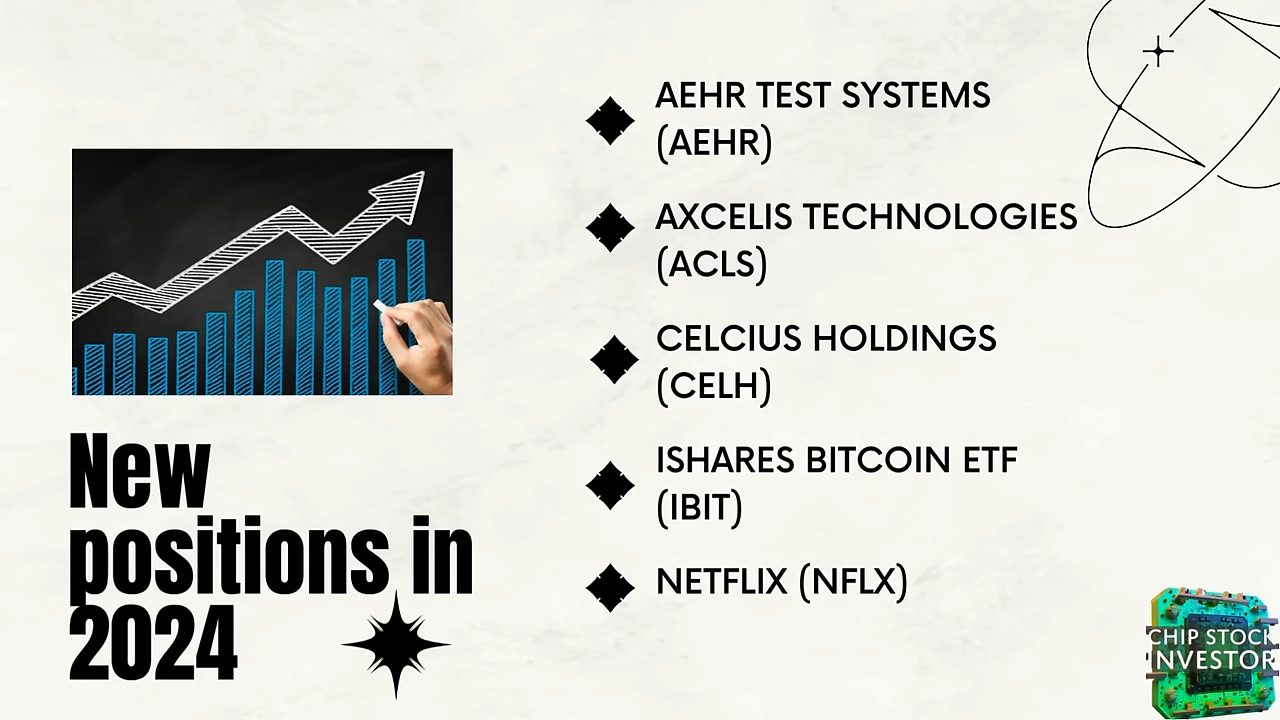 New
positions in
2024
AEHR TEST SYSTEMS
(AEHR)
AXCELIS TECHNOLOGIES
(ACLS)
CELCIUS HOLDINGS
(CELH)
ISHARES BITCOIN ETF
(IBIT)
NETFLIX (NFLX)
CHIP STOCK
INVESTOR